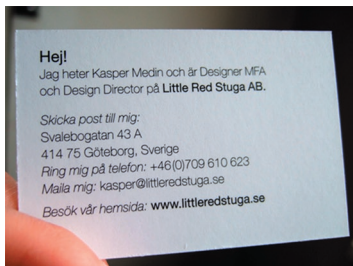 Hej!
Jag heter Kasper Medin och är Designer MFA
och Design Director på Little Red Stuga AB.
Skicka post till mig:
Svalebogatan 43 A
414 75 Göteborg, Sverige
Ring mig på telefon: +46(0)709 610 623
Maila mig: kasper@littleredstuga.se
Besök vår hemsida: www.littleredstuga.se